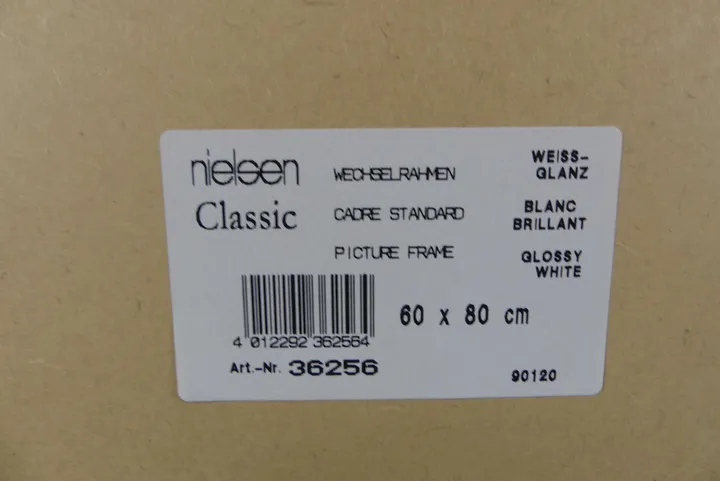 nielsen
Classic
WECHSELRAHMEN
CADRE STANDARD
PICTURE FRAME
WEISS-
GLANZ
BLANC
BRILLANT
GLOSSY
WHITE
60 x 80 cm
4 012292 362564
Art.-Nr. 36256
90120